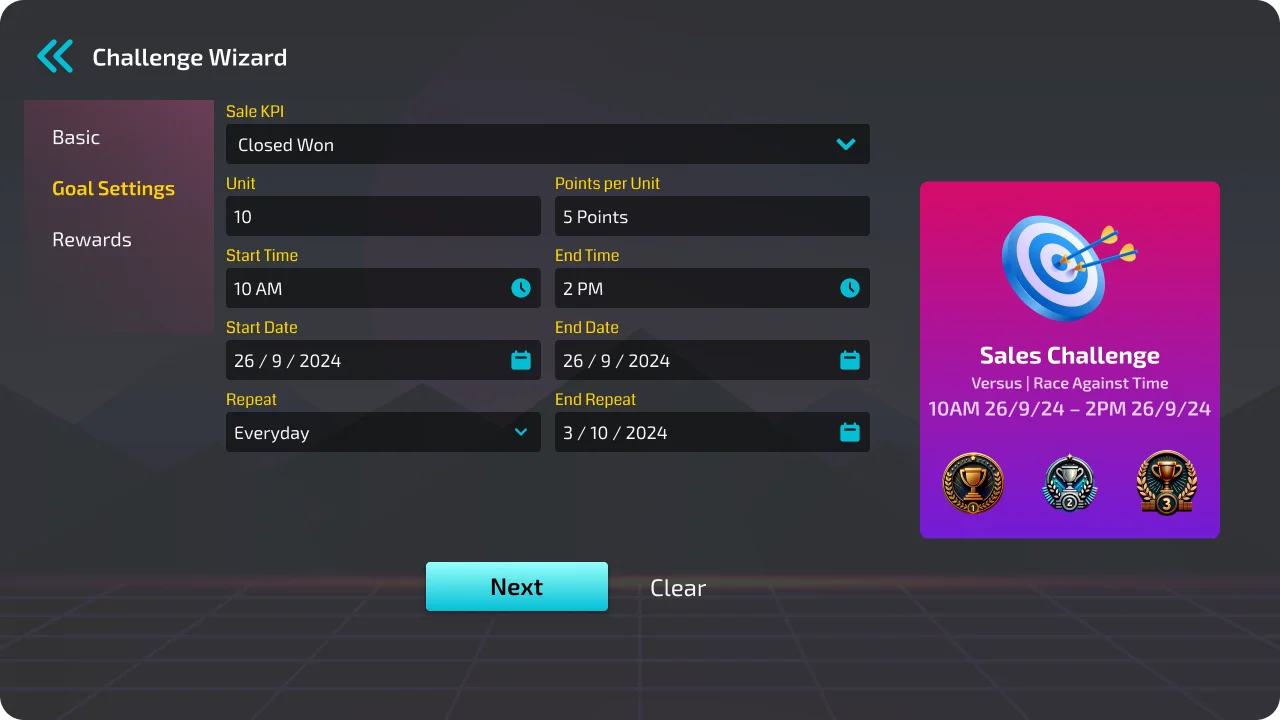 Challenge Wizard
Basic
Goal Settings
Rewards
Sale KPI
Closed Won
Unit
Points per Unit
10
5 Points
Start Time
End Time
10 AM
2 PM
Start Date
End Date
26 / 9 / 2024
26 / 9 / 2024
Repeat
End Repeat
Everyday
3 / 10 / 2024
Next
Clear
Sales Challenge
Versus | Race Against Time
10AM 26/9/24 – 2PM 26/9/24
1
2
3